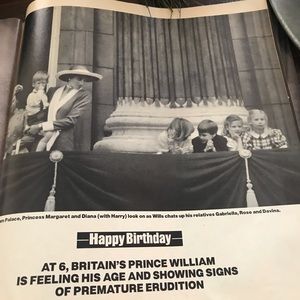 n Palace, Princess Margaret and Diana (with Harry) look on as Wills chats up his relatives Gabriella, Rose and Davina.
Happy Birthday
AT 6, BRITAIN'S PRINCE WILLIAM
IS FEELING HIS AGE AND SHOWING SIGNS
OF PREMATURE ERUDITION